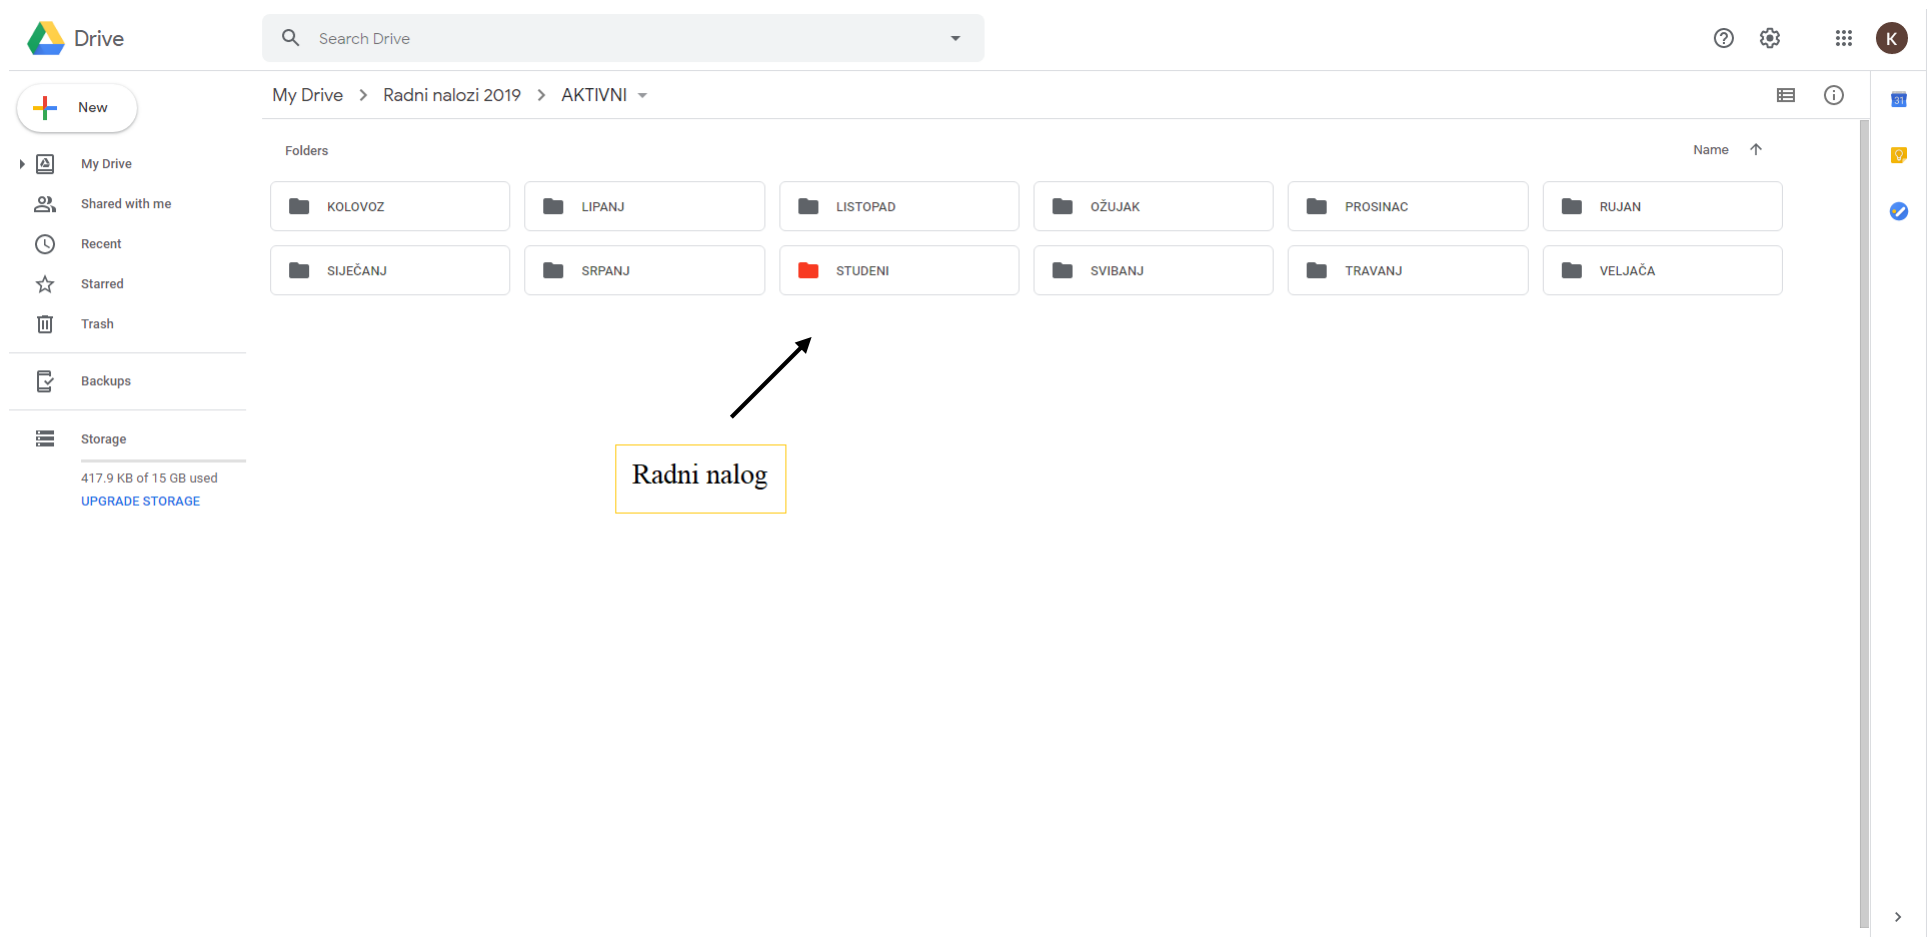 Drive
Search Drive
K
New
My Drive > Radni nalozi 2019 > AKTIVNI
31
My Drive
Shared with me
Recent
Starred
Trash
Backups
Storage
417.9 KB of 15 GB used
UPGRADE STORAGE
Folders
Name
KOLOVOZ
LIPANJ
LISTOPAD
OŽUJAK
PROSINAC
RUJAN
SIJEČANJ
SRPANJ
STUDENI
SVIBANJ
TRAVANJ
VELJAČA
Radni nalog